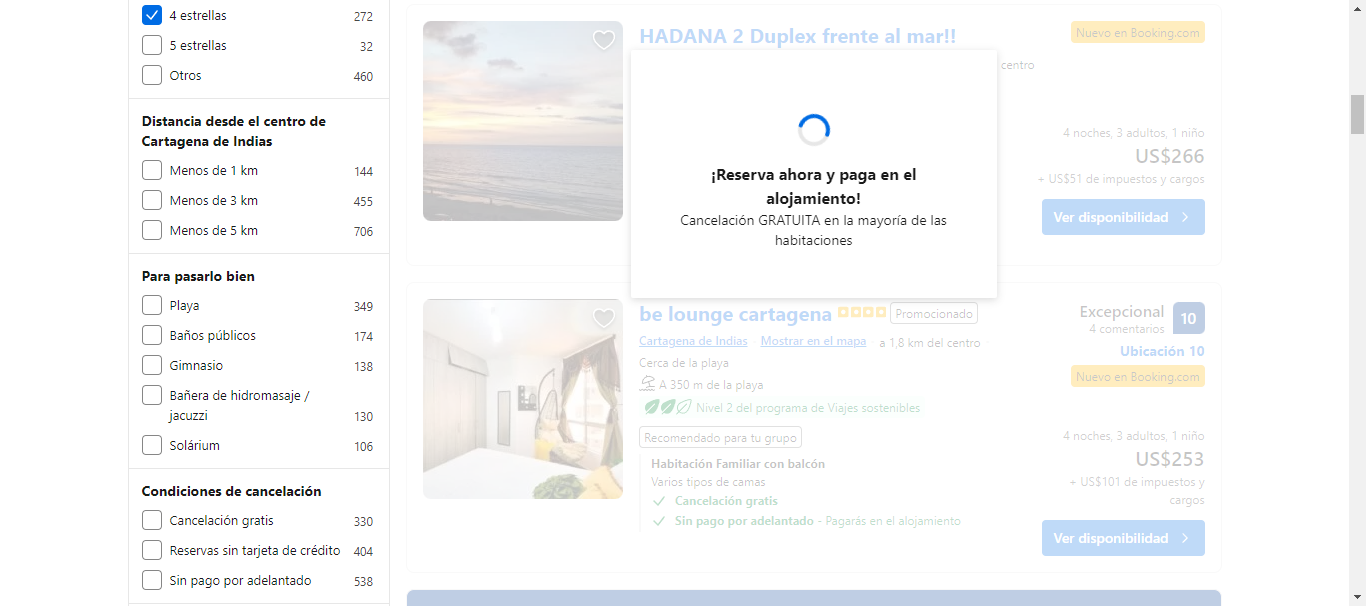 4 estrellas 272
5 estrellas 32
Otros 460
Distancia desde el centro de
Cartagena de Indias
Menos de 1 km 144
Menos de 3 km 455
Menos de 5 km 706
Para pasarlo bien
Playa 349
Baños públicos 174
Gimnasio 138
Bañera de hidromasaje /
jacuzzi 130
Solárium 106
Condiciones de cancelación
Cancelación gratis 330
Reservas sin tarjeta de crédito 404
Sin pago por adelantado 538
HADANA 2 Duplex frente al mar!!
Nuevo en Booking.com
centro
¡Reserva ahora y paga en el
alojamiento!
Cancelación GRATUITA en la mayoría de las
habitaciones
4 noches, 3 adultos, 1 niño
US$266
+ US$51 de impuestos y cargos
Ver disponibilidad
be lounge cartagena Promocionado
Cartagena de Indias Mostrar en el mapa a 1,8 km del centro
Cerca de la playa
A 350 m de la playa
Nivel 2 del programa de Viajes sostenibles
Recomendado para tu grupo
Habitación Familiar con balcón
Varios tipos de camas
Cancelación gratis
Sin pago por adelantado - Pagarás en el alojamiento
Excepcional 10
4 comentarios
Ubicación 10
Nuevo en Booking.com
4 noches, 3 adultos, 1 niño
US$253
+ US$101 de impuestos y
cargos
Ver disponibilidad